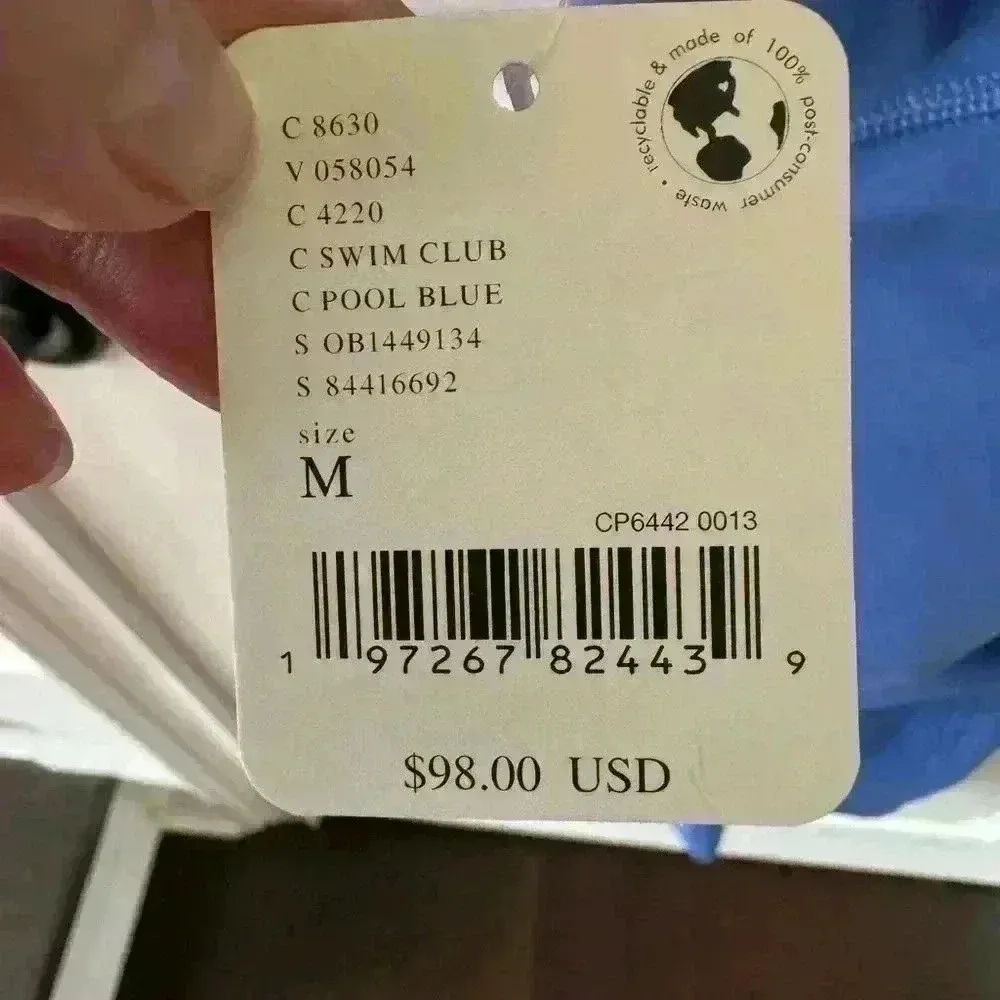 recyclable & made of 100% post-consumer waste •
C 8630
V 058054
C 4220
C SWIM CLUB
C POOL BLUE
S OB1449134
S 84416692
size
M
CP6442 0013
1 97267 82443 9
$98.00 USD